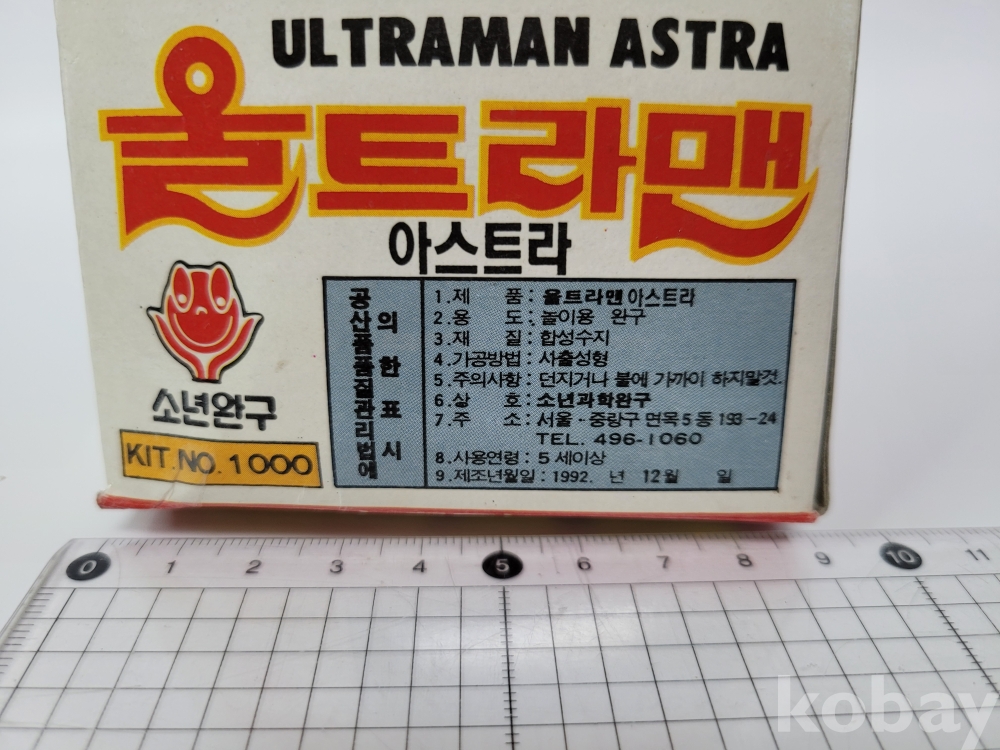 ULTRAMAN ASTRA
울트라맨
아스트라
소년완구
KIT.NO.1000
공산품품질관리법에
의한 표시
1.제 품 : 울트라맨 아스트라
2.용 도 : 놀이용 완구
3.재 질 : 합성수지
4.가공방법 : 사출성형
5.주의사항 : 던지거나 불에 가까이 하지말것.
6.상 호 : 소년과학완구
7.주 소 : 서울·중랑구 면목5동 193-24
TEL. 496-1060
8.사용연령 : 5세이상
9.제조년월일 : 1992. 년 12월 일
0 1 2 3 4 5 6 7 8 9 10 11
kobay